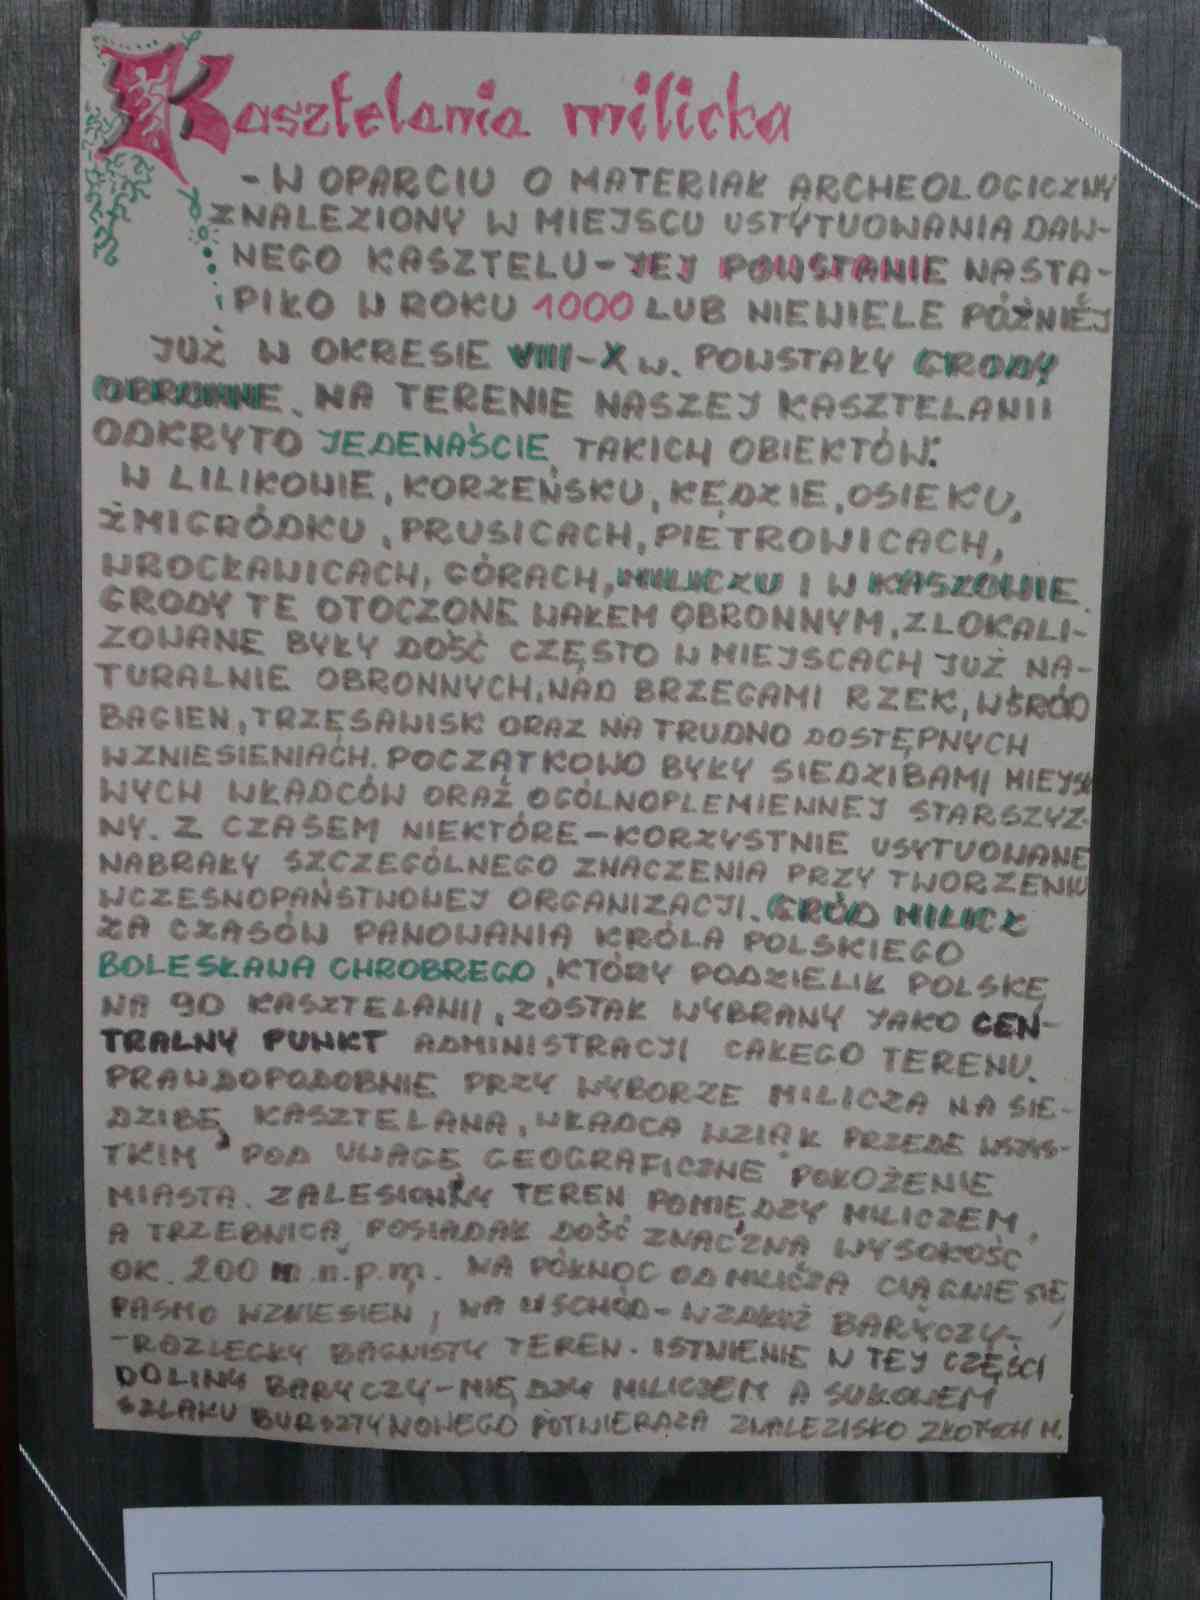 Kasztelania milicka
- W OPARCIU O MATERIAŁ ARCHEOLOGICZNY
ZNALEZIONY W MIEJSCU USYTUOWANIA DAW-
NEGO KASZTELU - JEJ POWSTANIE NASTĄ-
PIŁO W ROKU 1000 LUB NIEWIELE PÓŹNIEJ
JUŻ W OKRESIE VIII-X w. POWSTAŁY GRODY
OBRONNE. NA TERENIE NASZEJ KASZTELANII
ODKRYTO JEDENAŚCIE TAKICH OBIEKTÓW:
W LILIKOWIE, KORZEŃSKU, KĘDZIE, OSIEKU,
ŻMIGRÓDKU, PRUSICACH, PIETROWICACH,
WROCŁAWICACH, GÓRACH, MILICZU I W KASZOWIE.
GRODY TE OTOCZONE WAŁEM OBRONNYM, ZLOKALI-
ZOWANE BYŁY DOŚĆ CZĘSTO W MIEJSCACH JUŻ NA-
TURALNIE OBRONNYCH, NAD BRZEGAMI RZEK, WŚRÓD
BAGIEN, TRZĘSAWISK ORAZ NA TRUDNO DOSTĘPNYCH
WZNIESIENIACH. POCZĄTKOWO BYŁY SIEDZIBAMI MIEJSCO
WYCH WŁADCÓW ORAZ OGÓLNOPLEMIENNEJ STARSZYZ-
NY. Z CZASEM NIEKTÓRE - KORZYSTNIE USYTUOWANE
NABRAŁY SZCZEGÓLNEGO ZNACZENIA PRZY TWORZENIU
WCZESNOPAŃSTWOWEJ ORGANIZACJI. GRÓD MILICZ
ZA CZASÓW PANOWANIA KRÓLA POLSKIEGO
BOLESŁAWA CHROBREGO, KTÓRY PODZIELIŁ POLSKĘ
NA 90 KASZTELANII, ZOSTAŁ WYBRANY JAKO CEN-
TRALNY PUNKT ADMINISTRACJI CAŁEGO TERENU.
PRAWDOPODOBNIE PRZY WYBORZE MILICZA NA SIE-
DZIBĘ KASZTELANA, WŁADCA WZIĄŁ PRZEDE WSZYS-
TKIM POD UWAGĘ GEOGRAFICZNE POŁOŻENIE
MIASTA. ZALESIONY TEREN POMIĘDZY MILICZEM,
A TRZEBNICĄ POSIADAŁ DOŚĆ ZNACZNĄ WYSOKOŚĆ
OK. 200 m.n.p.m. NA PÓŁNOC OD MILICZA CIĄGNIE SIĘ
PASMO WZNIESIEŃ, NA WSCHÓD - WZDŁUŻ BARYCZY-
- ROZLEGŁY BAGNISTY TEREN. ISTNIENIE W TEJ CZĘŚCI
DOLINY BARYCZY - MIĘDZY MILICZEM A SUŁOWEM
SZLAKU BURSZTYNOWEGO POTWIERDZA ZNALEZISKO ZŁOTYCH M.